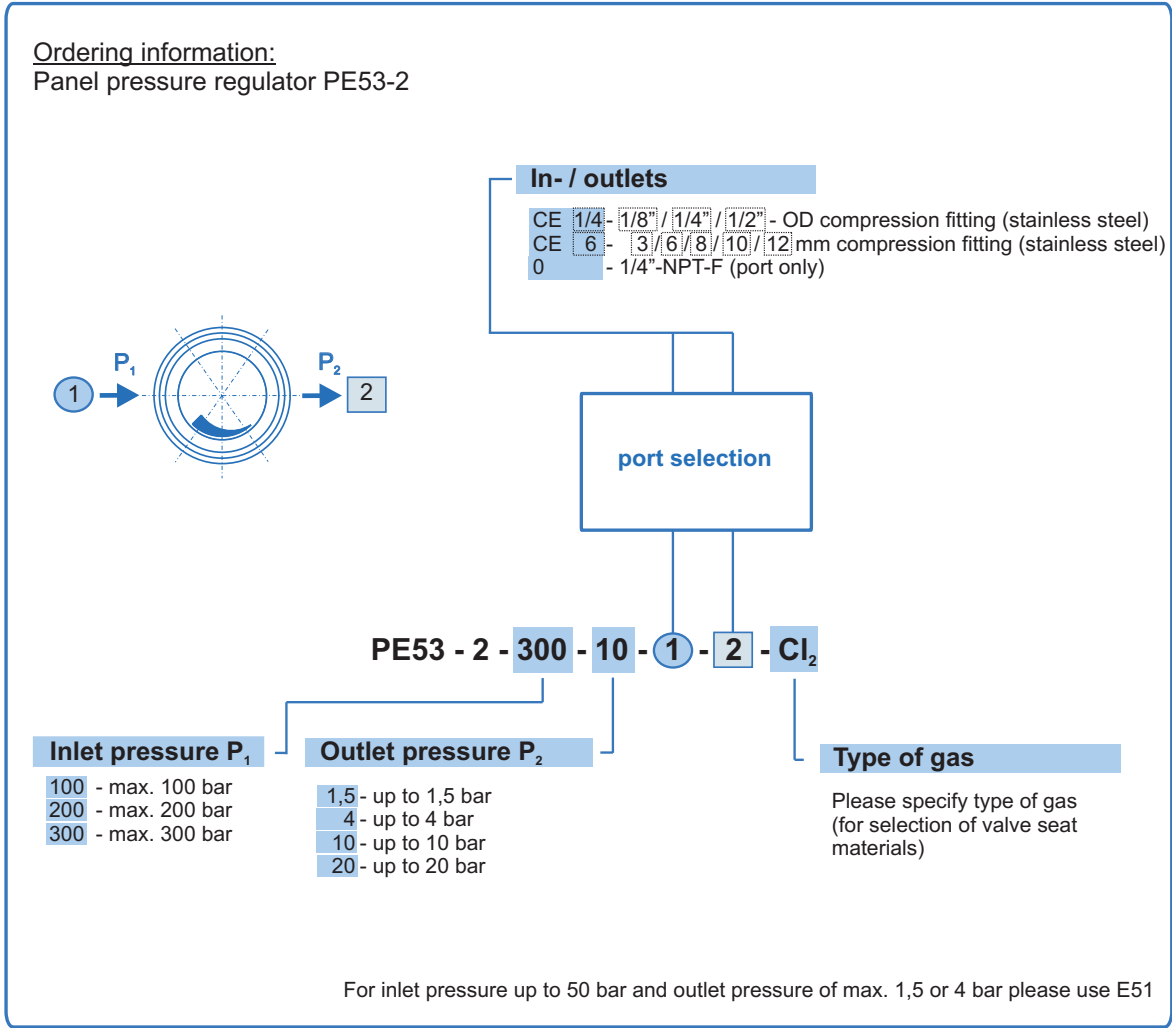 Ordering information:
Panel pressure regulator PE53-2
In- / outlets
CE 1/4 - 1/8” / 1/4” / 1/2” - OD compression fitting (stainless steel)
CE 6 - 3 / 6 / 8 / 10 / 12 mm compression fitting (stainless steel)
0 - 1/4”-NPT-F (port only)
P₁ P₂
1 2
port selection
PE53 - 2 - 300 - 10 - 1 - 2 - Cl₂
Inlet pressure P₁
100 - max. 100 bar
200 - max. 200 bar
300 - max. 300 bar
Outlet pressure P₂
1,5 - up to 1,5 bar
4 - up to 4 bar
10 - up to 10 bar
20 - up to 20 bar
Type of gas
Please specify type of gas
(for selection of valve seat
materials)
For inlet pressure up to 50 bar and outlet pressure of max. 1,5 or 4 bar please use E51